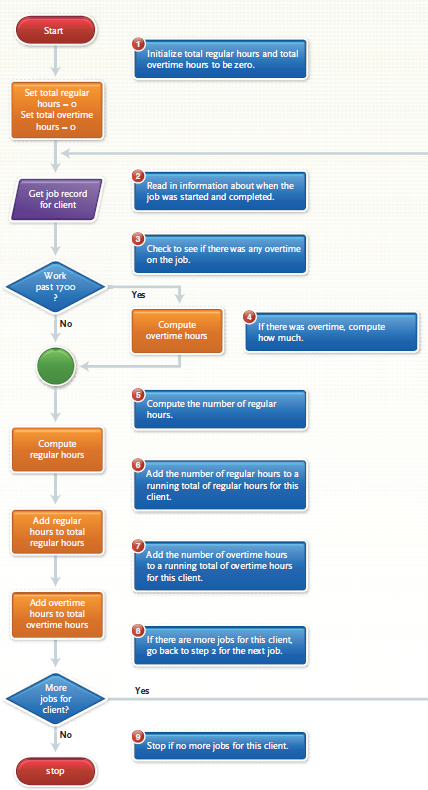 Start
1
Initialize total regular hours and total
overtime hours to be zero.
Set total regular
hours = 0
Set total overtime
hours = 0
2
Read in information about when the
job was started and completed.
Get job record
for client
3
Check to see if there was any overtime
on the job.
Work
past 1700
?
Yes
No
Compute
overtime hours
4
If there was overtime, compute
how much.
5
Compute the number of regular
hours.
Compute
regular hours
6
Add the number of regular hours to a
running total of regular hours for this
client.
Add regular
hours to total
regular hours
7
Add the number of overtime hours
to a running total of overtime hours
for this client.
Add overtime
hours to total
overtime hours
8
If there are more jobs for this client,
go back to step 2 for the next job.
More
jobs for
client?
Yes
No
9
Stop if no more jobs for this client.
stop